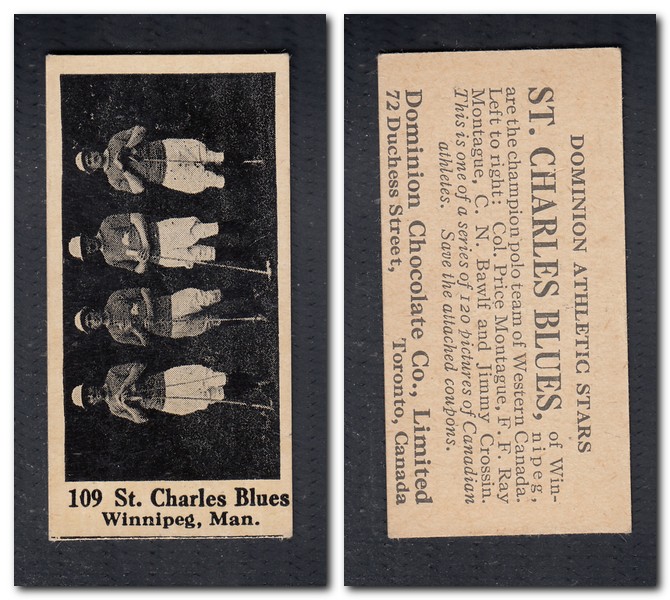 109 St. Charles Blues
Winnipeg, Man.
DOMINION ATHLETIC STARS
ST. CHARLES BLUES, of Win-
nipeg,
are the champion polo team of Western Canada.
Left to right: Col. Price Montague, F. F. Ray
Montague, C. N. Bawlf and Jimmy Crossin.
This is one of a series of 120 pictures of Canadian
athletes. Save the attached coupons.
Dominion Chocolate Co., Limited
72 Duchess Street, Toronto, Canada